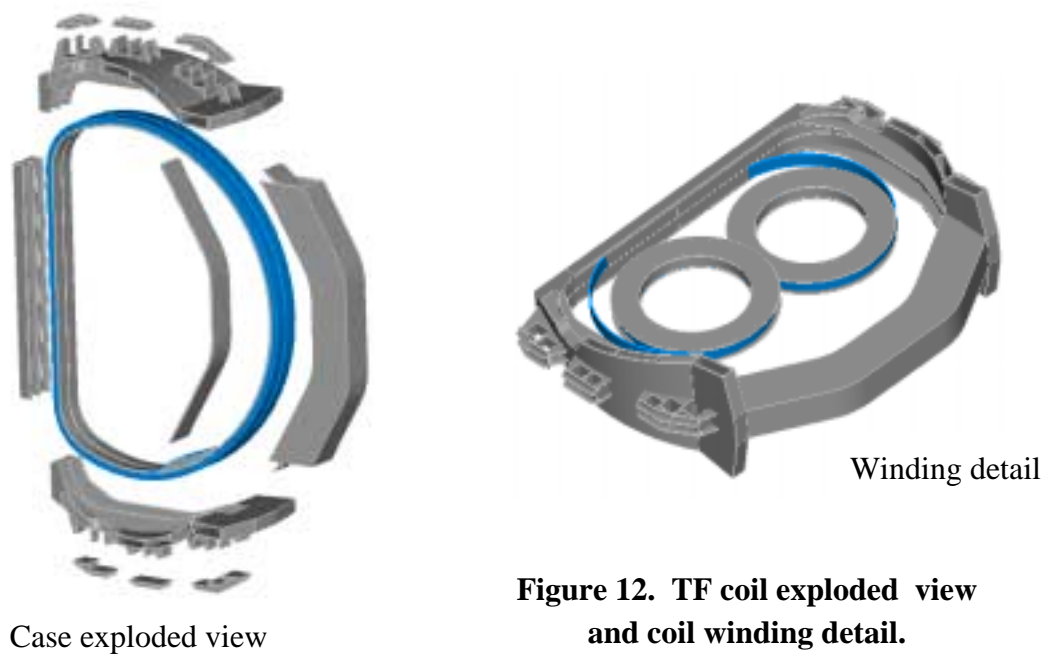 Winding detail
Figure 12. TF coil exploded view
and coil winding detail.
Case exploded view